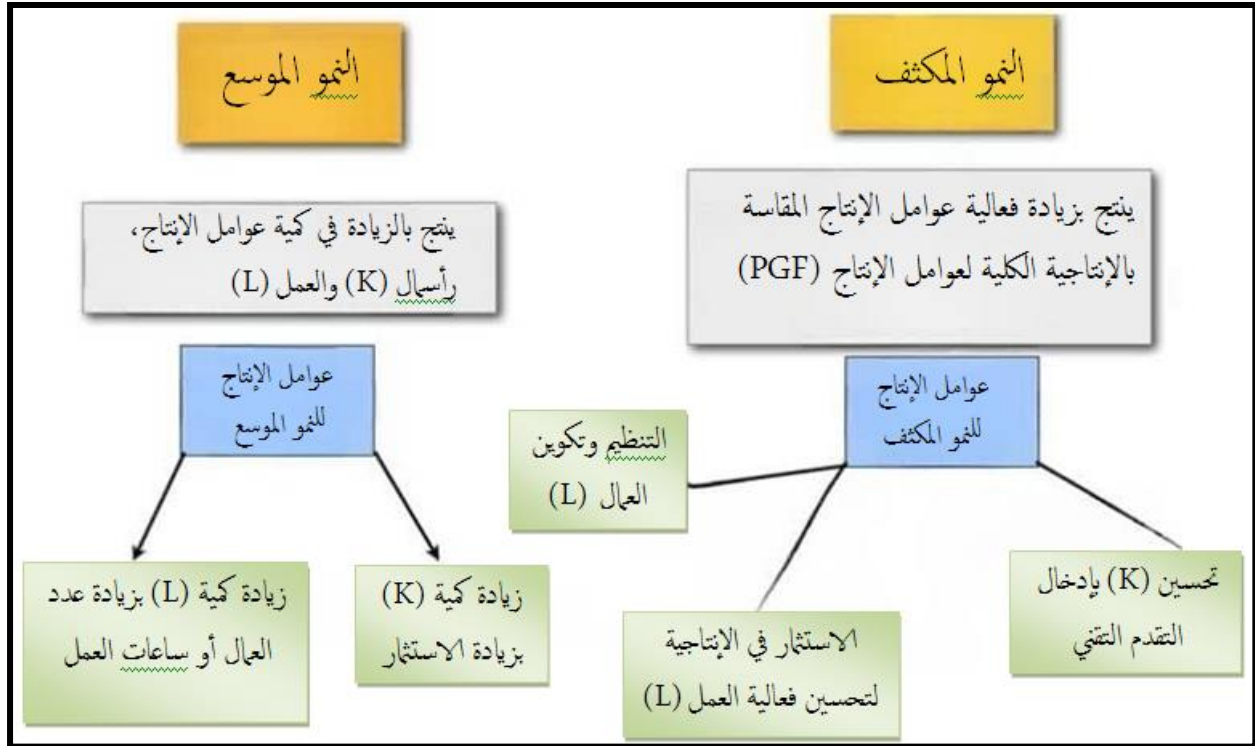 النمو المكثف
ينتج بزيادة فعالية عوامل الإنتاج المقاسة
بالإنتاجية الكلية لعوامل الإنتاج (PGF)
عوامل الإنتاج
للنمو المكثف
التنظيم وتكوين
العمال (L)
تحسين (K) بإدخال
التقدم التقني
الاستثمار في الإنتاجية
لتحسين فعالية العمل (L)
النمو الموسع
ينتج بالزيادة في كمية عوامل الإنتاج،
رأسمال (K) والعمل (L)
عوامل الإنتاج
للنمو الموسع
زيادة كمية (K)
بزيادة الاستثمار
زيادة كمية (L) بزيادة عدد
العمال أو ساعات العمل